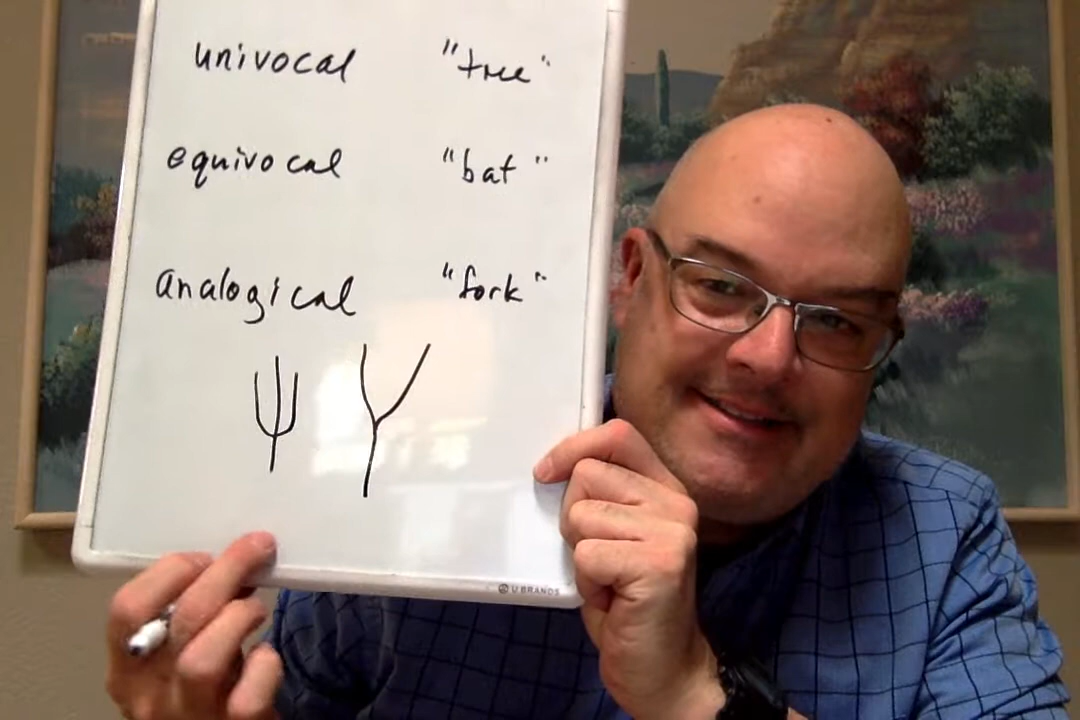 univocal "tree"
equivocal "bat"
analogical "fork"
U BRANDS